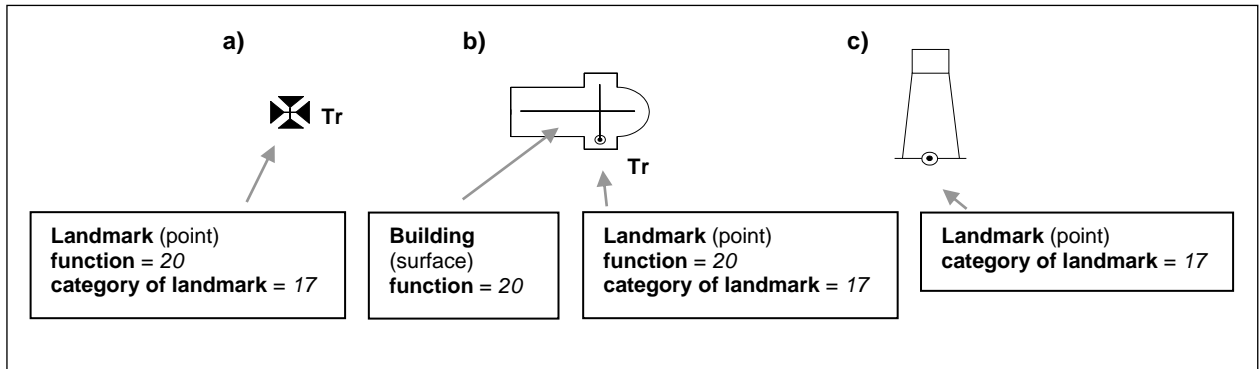 a)
b)
c)
Tr
Tr
Landmark (point)
function = 20
category of landmark = 17
Building
(surface)
function = 20
Landmark (point)
function = 20
category of landmark = 17
Landmark (point)
category of landmark = 17